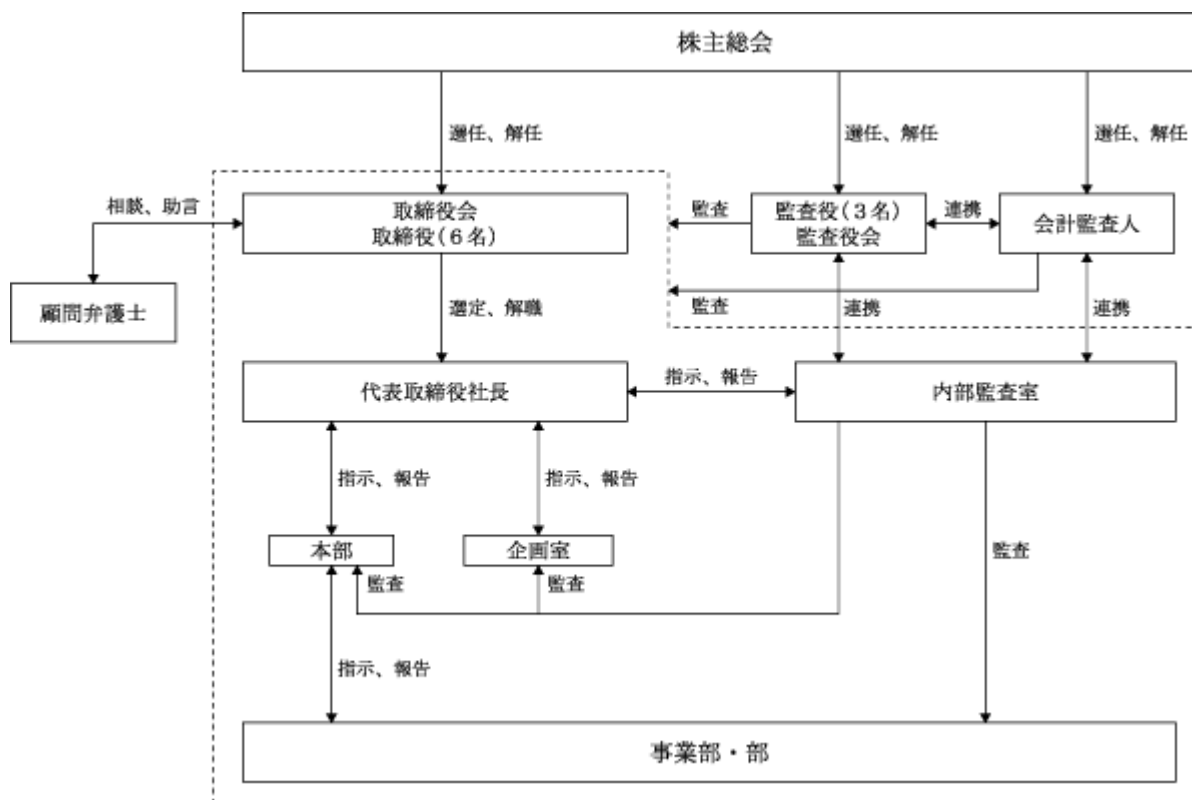 株主総会
選任、解任
選任、解任
選任、解任
相談、助言
取締役会
取締役(6名)
監査
監査役(3名)
監査役会
連携
会計監査人
顧問弁護士
選定、解職
監査
連携
連携
代表取締役社長
指示、報告
内部監査室
指示、報告
指示、報告
本部
企画室
監査
監査
監査
指示、報告
事業部・部